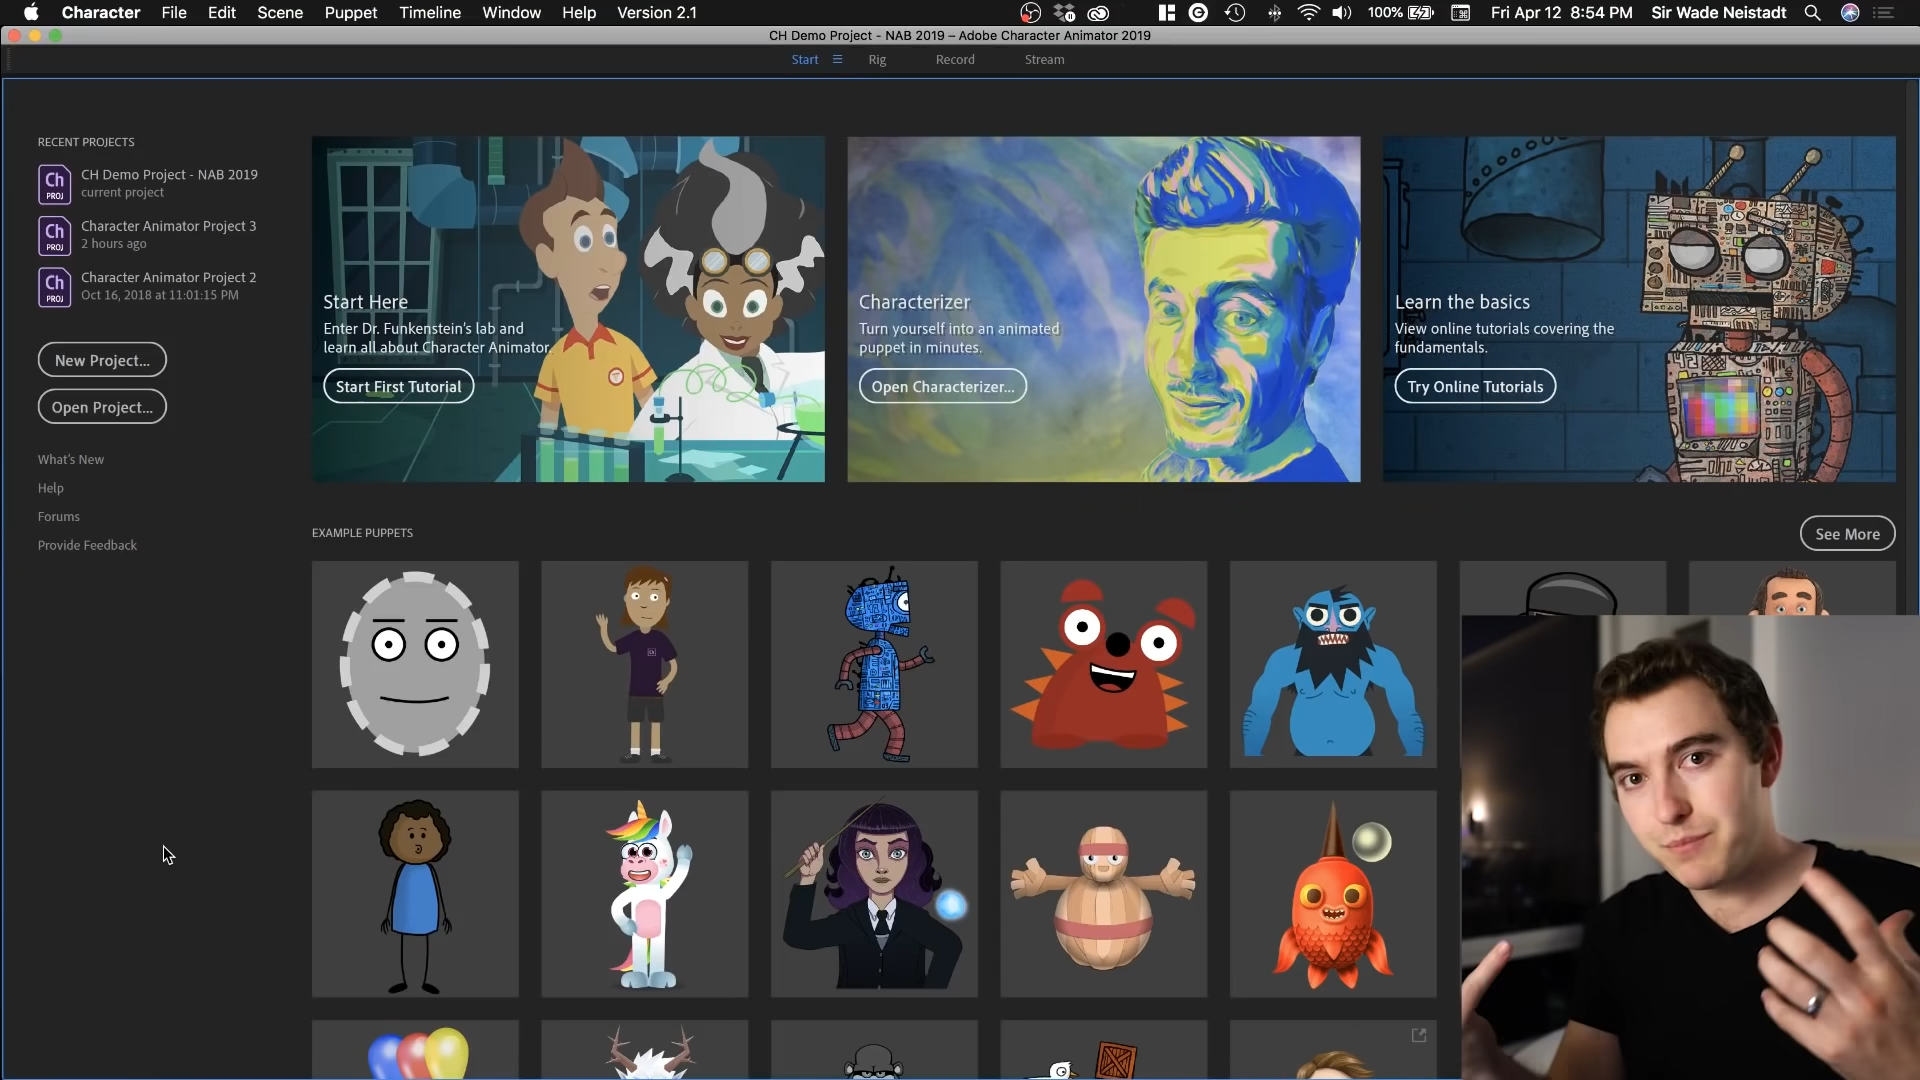 Character File Edit Scene Puppet Timeline Window Help Version 2.1
100% Fri Apr 12 8:54 PM Sir Wade Neistadt
CH Demo Project - NAB 2019 – Adobe Character Animator 2019
Start Rig Record Stream
RECENT PROJECTS
Ch PROJ
CH Demo Project - NAB 2019
current project
Ch PROJ
Character Animator Project 3
2 hours ago
Ch PROJ
Character Animator Project 2
Oct 16, 2018 at 11:01:15 PM
New Project...
Open Project...
What's New
Help
Forums
Provide Feedback
Start Here
Enter Dr. Funkenstein's lab and
learn all about Character Animator.
Start First Tutorial
Characterizer
Turn yourself into an animated
puppet in minutes.
Open Characterizer...
Learn the basics
View online tutorials covering the
fundamentals.
Try Online Tutorials
EXAMPLE PUPPETS
See More